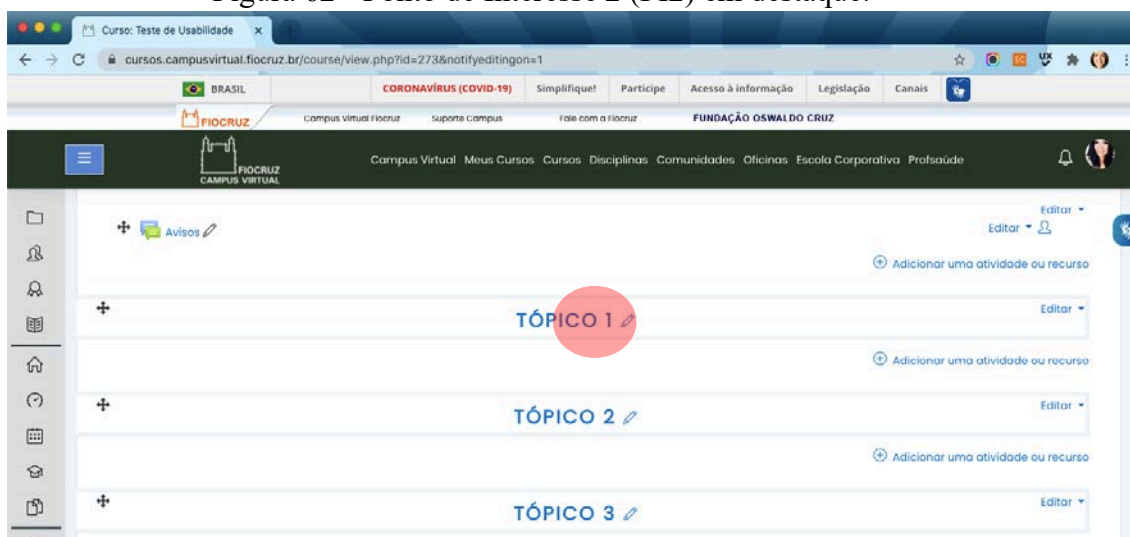 Figura 62 - Ponto de Interesse 2 (PI2) em destaque.
Curso: Teste de Usabilidade x
cursos.campusvirtual.fiocruz.br/course/view.php?id=273&notifyeditingon=1
BRASIL CORONAVÍRUS (COVID-19) Simplifique! Participe Acesso à informação Legislação Canais
FIOCRUZ Campus Virtual Fiocruz Suporte Campus Fale com a Fiocruz FUNDAÇÃO OSWALDO CRUZ
FIOCRUZ
CAMPUS VIRTUAL
Campus Virtual Meus Cursos Cursos Disciplinas Comunidades Oficinas Escola Corporativa Profsaúde
Editar
Avisos Editar
Adicionar uma atividade ou recurso
TÓPICO 1 Editar
Adicionar uma atividade ou recurso
TÓPICO 2 Editar
Adicionar uma atividade ou recurso
TÓPICO 3 Editar